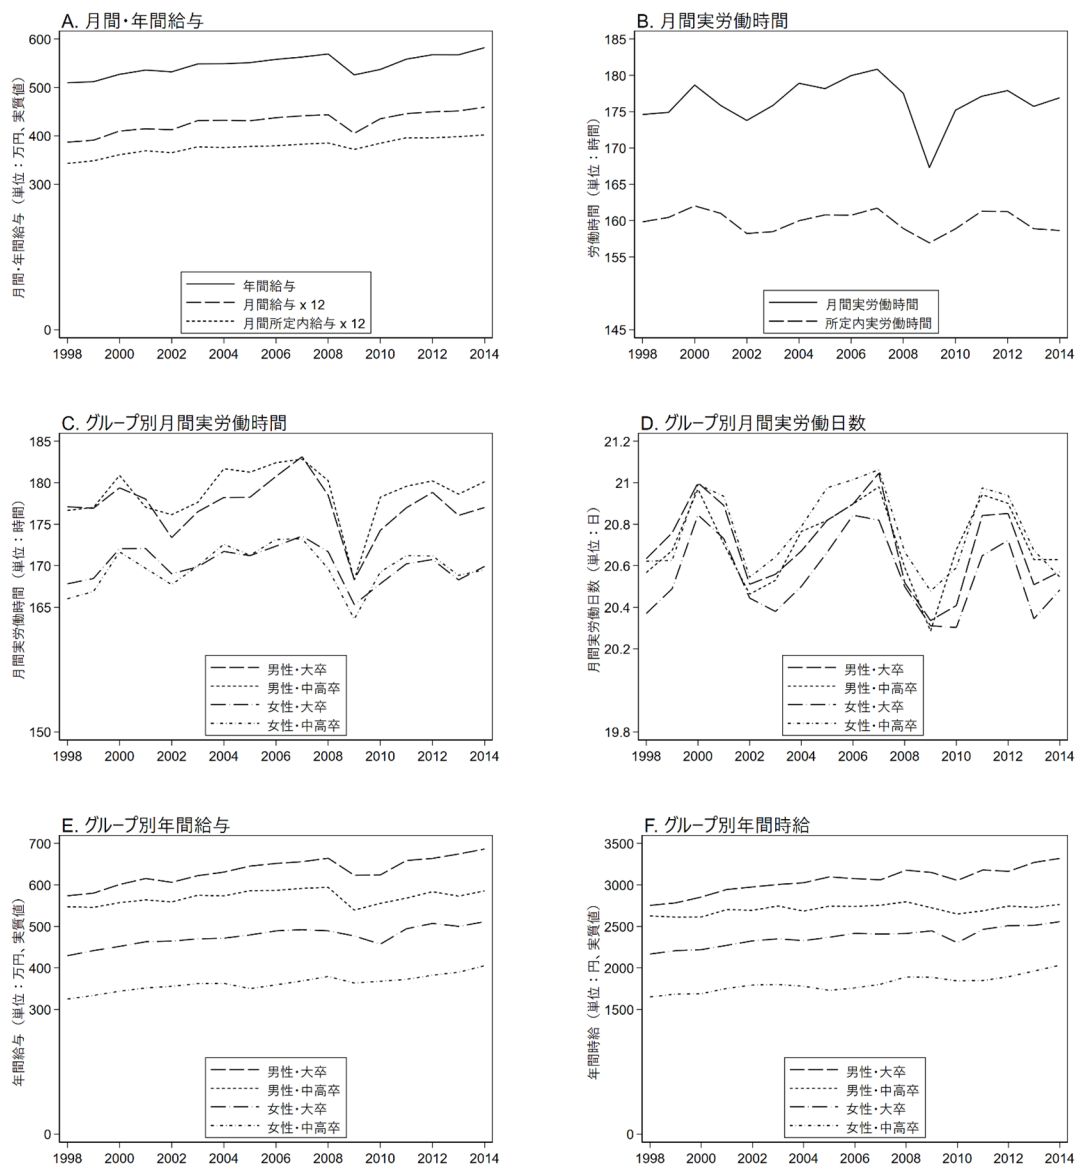 A. 月間・年間給与
月間・年間給与（単位：万円、実質値）
600
500
400
300
0
年間給与
月間給与 x 12
月間所定内給与 x 12
1998 2000 2002 2004 2006 2008 2010 2012 2014
B. 月間実労働時間
労働時間（単位：時間）
185
180
175
170
165
160
155
145
月間実労働時間
所定内実労働時間
1998 2000 2002 2004 2006 2008 2010 2012 2014
C. グループ別月間実労働時間
月間実労働時間（単位：時間）
185
180
175
170
165
150
男性・大卒
男性・中高卒
女性・大卒
女性・中高卒
1998 2000 2002 2004 2006 2008 2010 2012 2014
D. グループ別月間実労働日数
月間実労働日数（単位：日）
21.2
21
20.8
20.6
20.4
20.2
19.8
男性・大卒
男性・中高卒
女性・大卒
女性・中高卒
1998 2000 2002 2004 2006 2008 2010 2012 2014
E. グループ別年間給与
年間給与（単位：万円、実質値）
700
600
500
400
300
0
男性・大卒
男性・中高卒
女性・大卒
女性・中高卒
1998 2000 2002 2004 2006 2008 2010 2012 2014
F. グループ別年間時給
年間時給（単位：円、実質値）
3500
3000
2500
2000
1500
0
男性・大卒
男性・中高卒
女性・大卒
女性・中高卒
1998 2000 2002 2004 2006 2008 2010 2012 2014